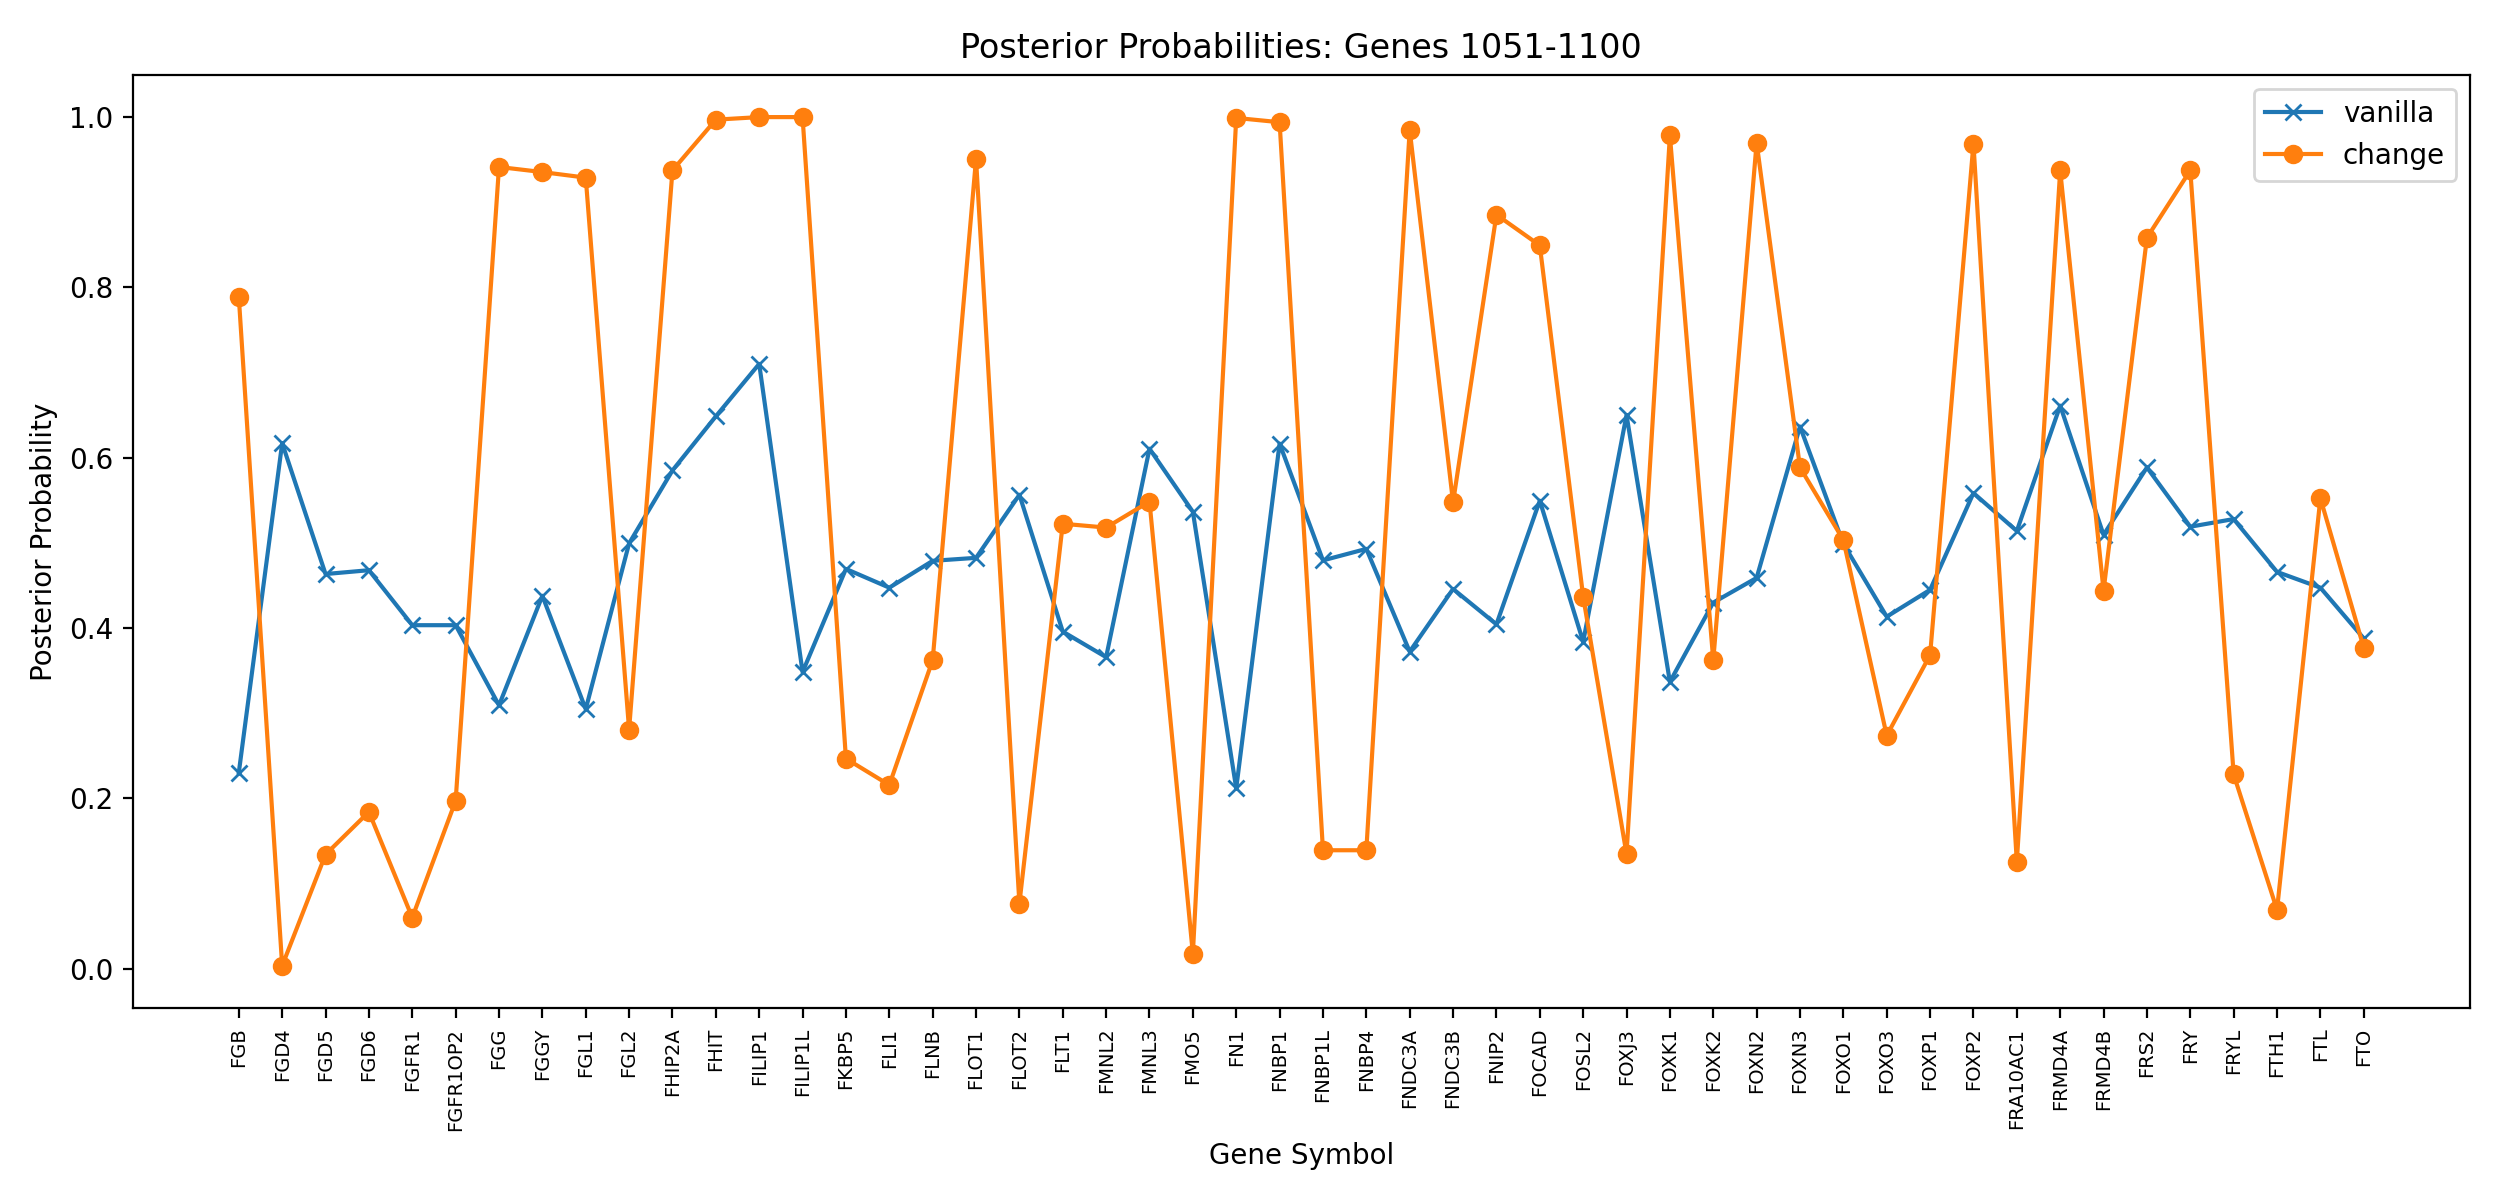 Posterior Probabilities: Genes 1051-1100
vanilla
change
Posterior Probability
1.0
0.8
0.6
0.4
0.2
0.0
FGB
FGD4
FGD5
FGD6
FGFR1
FGFR1OP2
FGG
FGGY
FGL1
FGL2
FHIP2A
FHIT
FILIP1
FILIP1L
FKBP5
FLI1
FLNB
FLOT1
FLOT2
FLT1
FMNL2
FMNL3
FMO5
FN1
FNBP1
FNBP1L
FNBP4
FNDC3A
FNDC3B
FNIP2
FOCAD
FOSL2
FOXJ3
FOXK1
FOXK2
FOXN2
FOXN3
FOXO1
FOXO3
FOXP1
FOXP2
FRA10AC1
FRMD4A
FRMD4B
FRS2
FRY
FRYL
FTH1
FTL
FTO
Gene Symbol